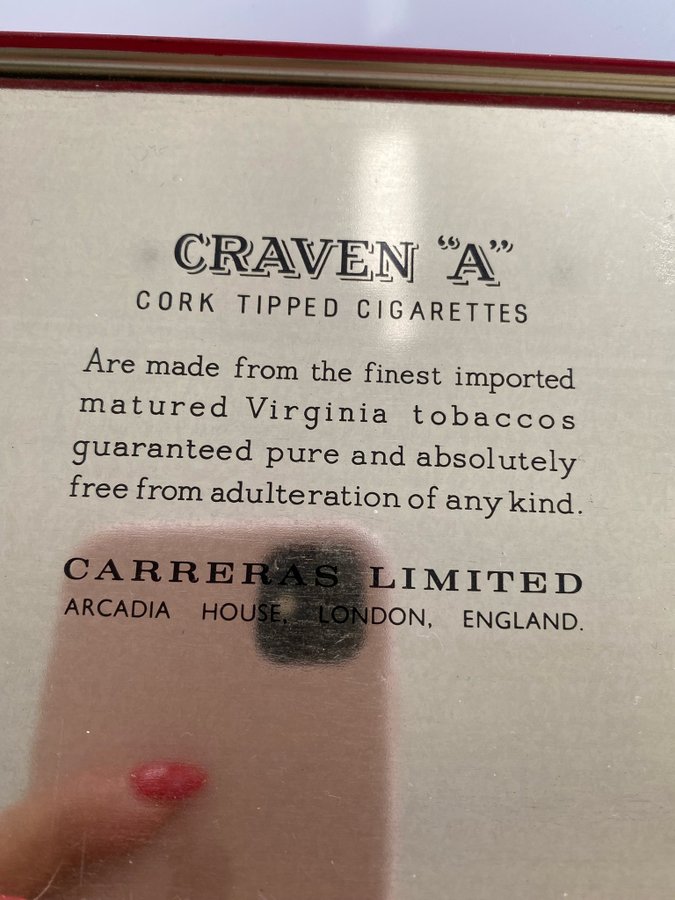 CRAVEN “A”
CORK TIPPED CIGARETTES
Are made from the finest imported
matured Virginia tobaccos
guaranteed pure and absolutely
free from adulteration of any kind.
CARRERAS LIMITED
ARCADIA HOUSE, LONDON, ENGLAND.